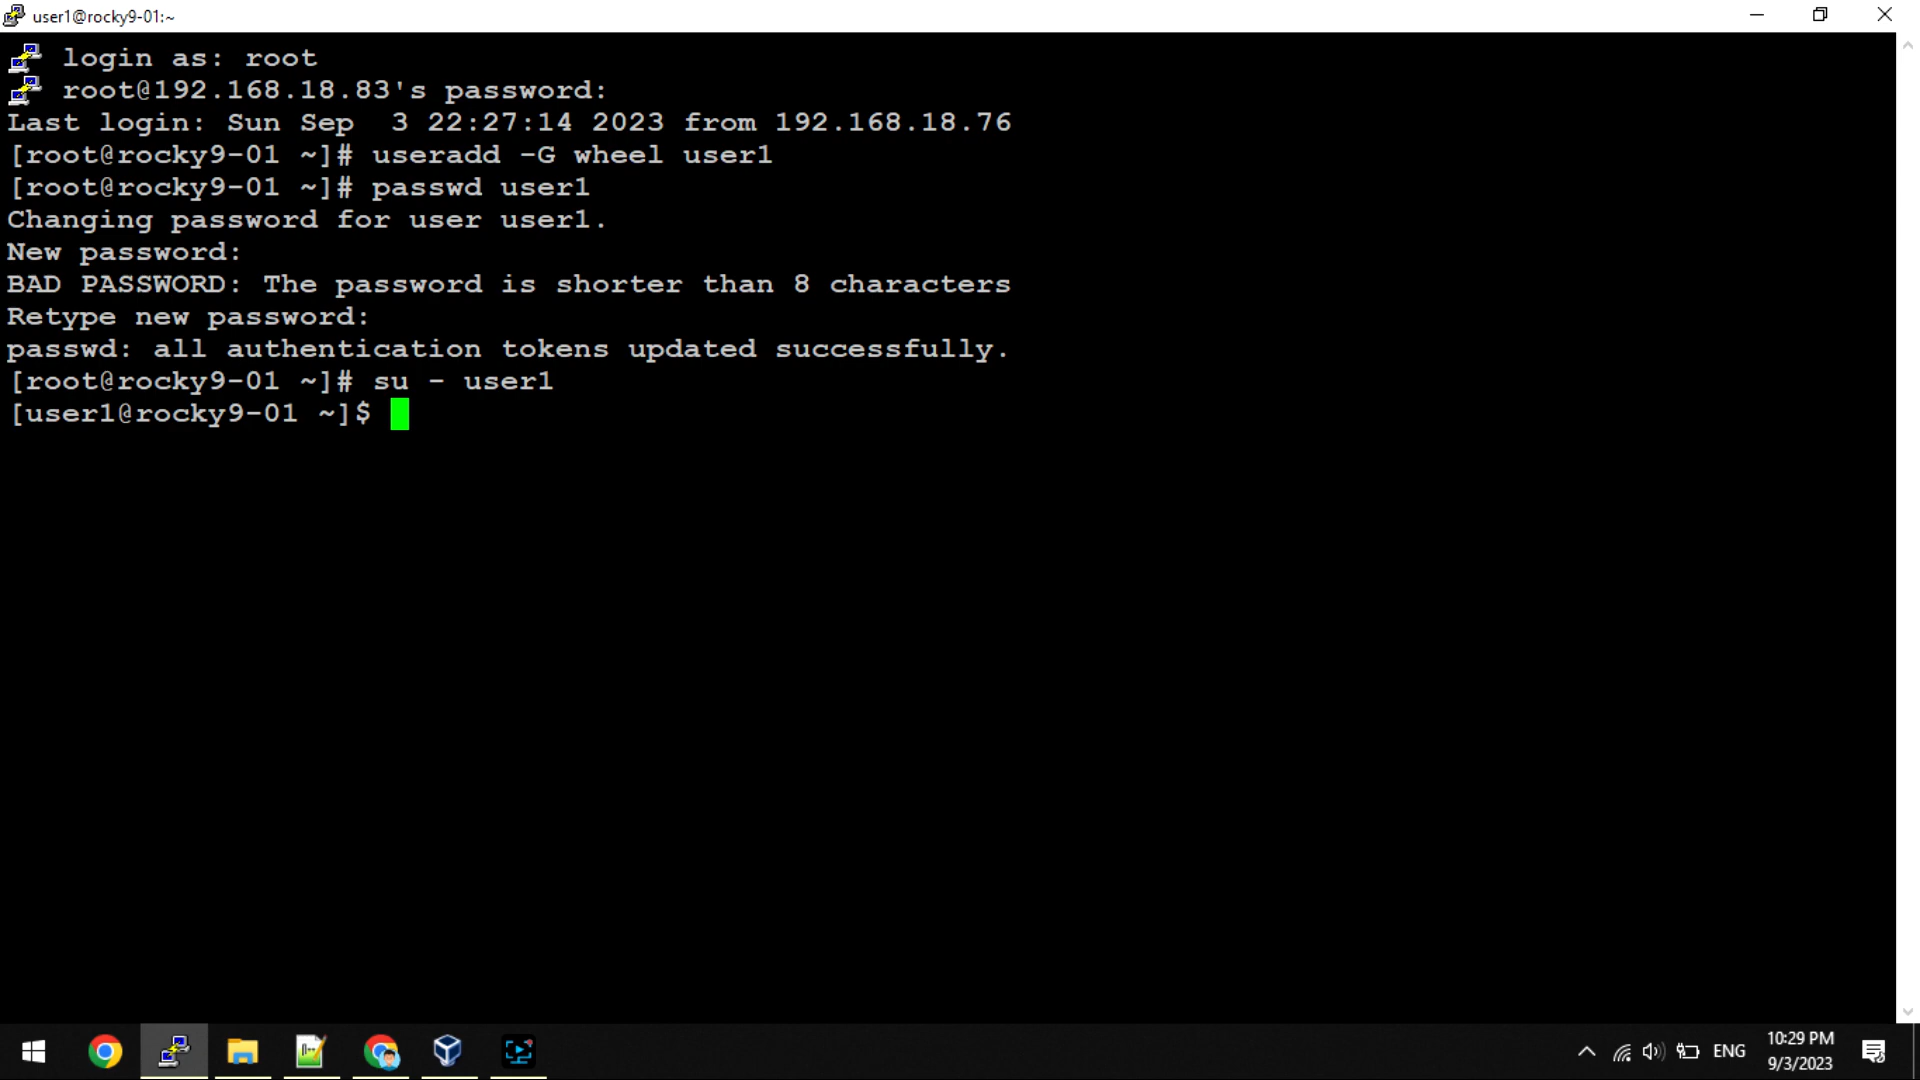 user1@rocky9-01:~
login as: root
root@192.168.18.83's password:
Last login: Sun Sep  3 22:27:14 2023 from 192.168.18.76
[root@rocky9-01 ~]# useradd -G wheel user1
[root@rocky9-01 ~]# passwd user1
Changing password for user user1.
New password:
BAD PASSWORD: The password is shorter than 8 characters
Retype new password:
passwd: all authentication tokens updated successfully.
[root@rocky9-01 ~]# su - user1
[user1@rocky9-01 ~]$
ENG
10:29 PM
9/3/2023